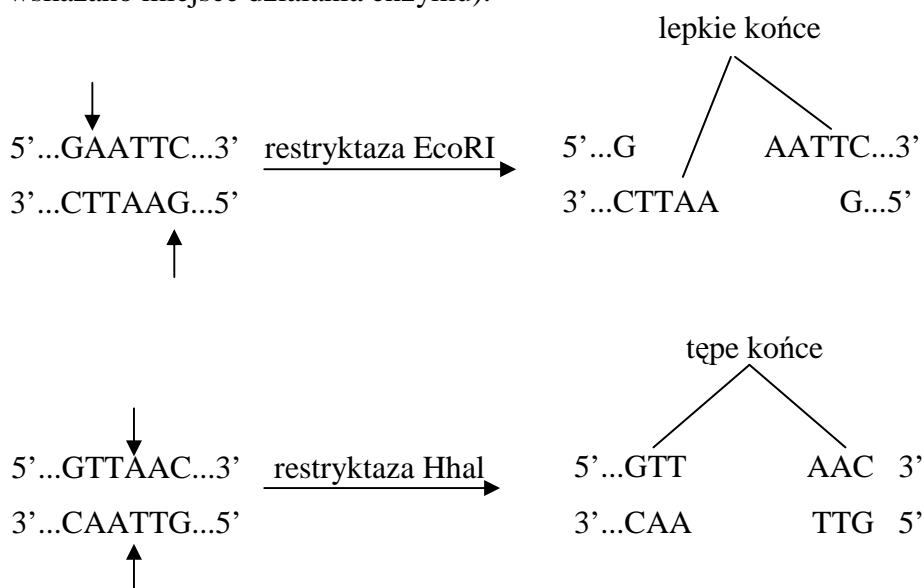 wskazano miejsce działania enzymu).
lepkie końce
5’...GAATTC...3’ restryktaza EcoRI 5’...G AATTC...3’
3’...CTTAAG...5’ 3’...CTTAA G...5’
tępe końce
5’...GTTAAC...3’ restryktaza Hhal 5’...GTT AAC 3’
3’...CAATTG...5’ 3’...CAA TTG 5’